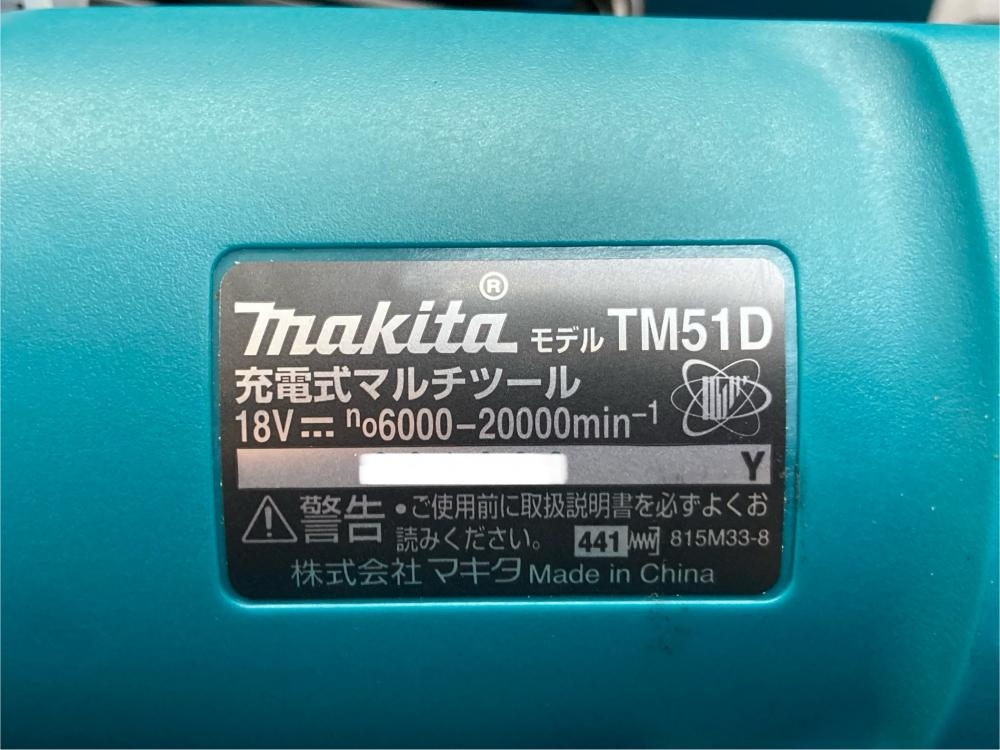 makita® モデル TM51D
充電式マルチツール
18V⎓ n₀6000−20000min⁻¹
Y
⚠警告 •ご使用前に取扱説明書を必ずよくお
読みください。 441 815M33-8
株式会社マキタ Made in China